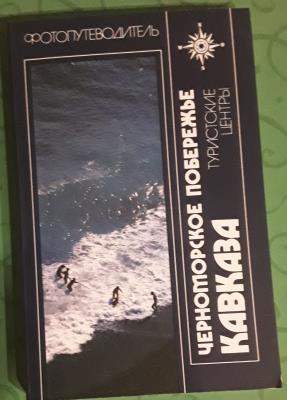 ФОТОПУТЕВОДИТЕЛЬ
ЧЕРНОМОРСКОЕ ПОБЕРЕЖЬЕ
КАВКАЗА
ТУРИСТСКИЕ
ЦЕНТРЫ